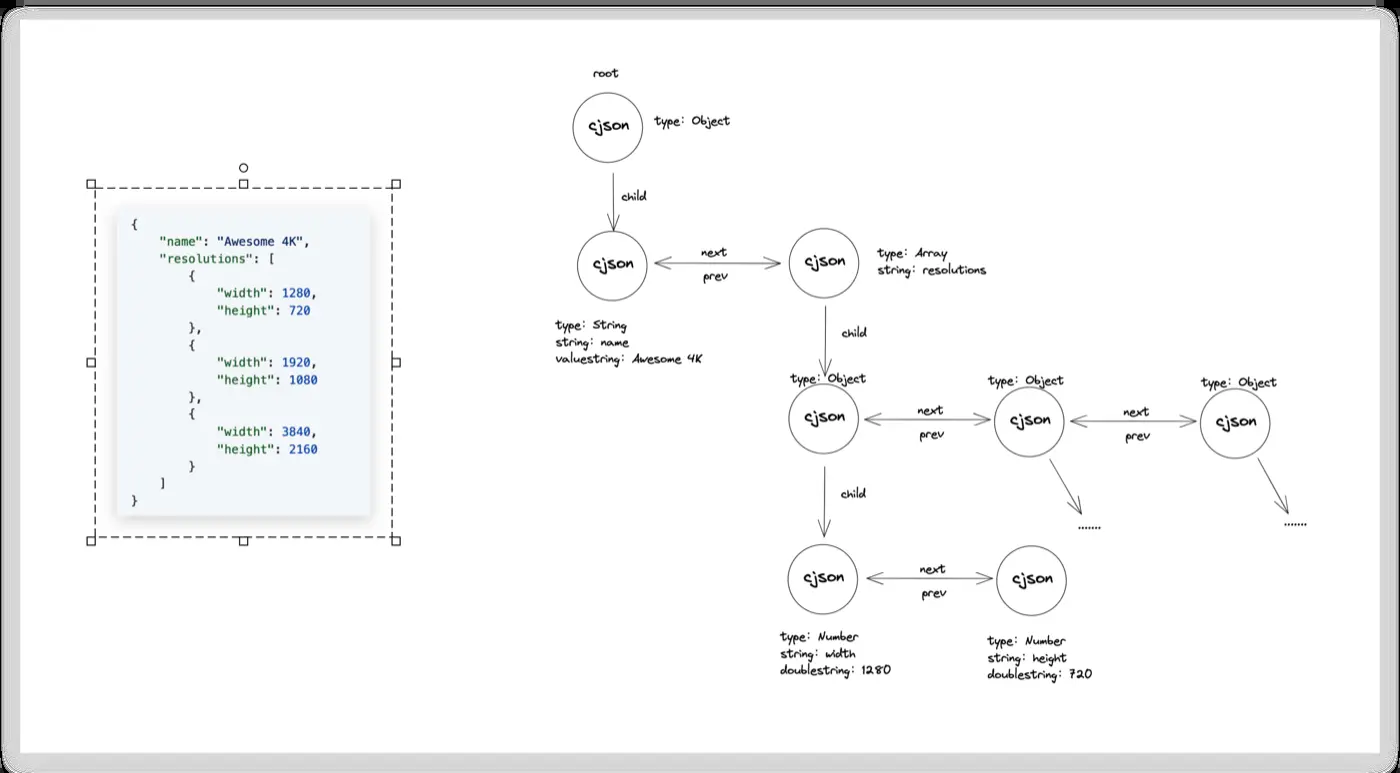 {
"name": "Awesome 4K",
"resolutions": [
{
"width": 1280,
"height": 720
},
{
"width": 1920,
"height": 1080
},
{
"width": 3840,
"height": 2160
}
]
}
root
cjson
type: Object
child
cjson
next
prev
cjson
type: Array
string: resolutions
type: String
string: name
valuestring: Awesome 4K
child
type: Object
type: Object
type: Object
cjson
next
prev
cjson
next
prev
cjson
child
.......
.......
cjson
next
prev
cjson
type: Number
string: width
doublestring: 1280
type: Number
string: height
doublestring: 720